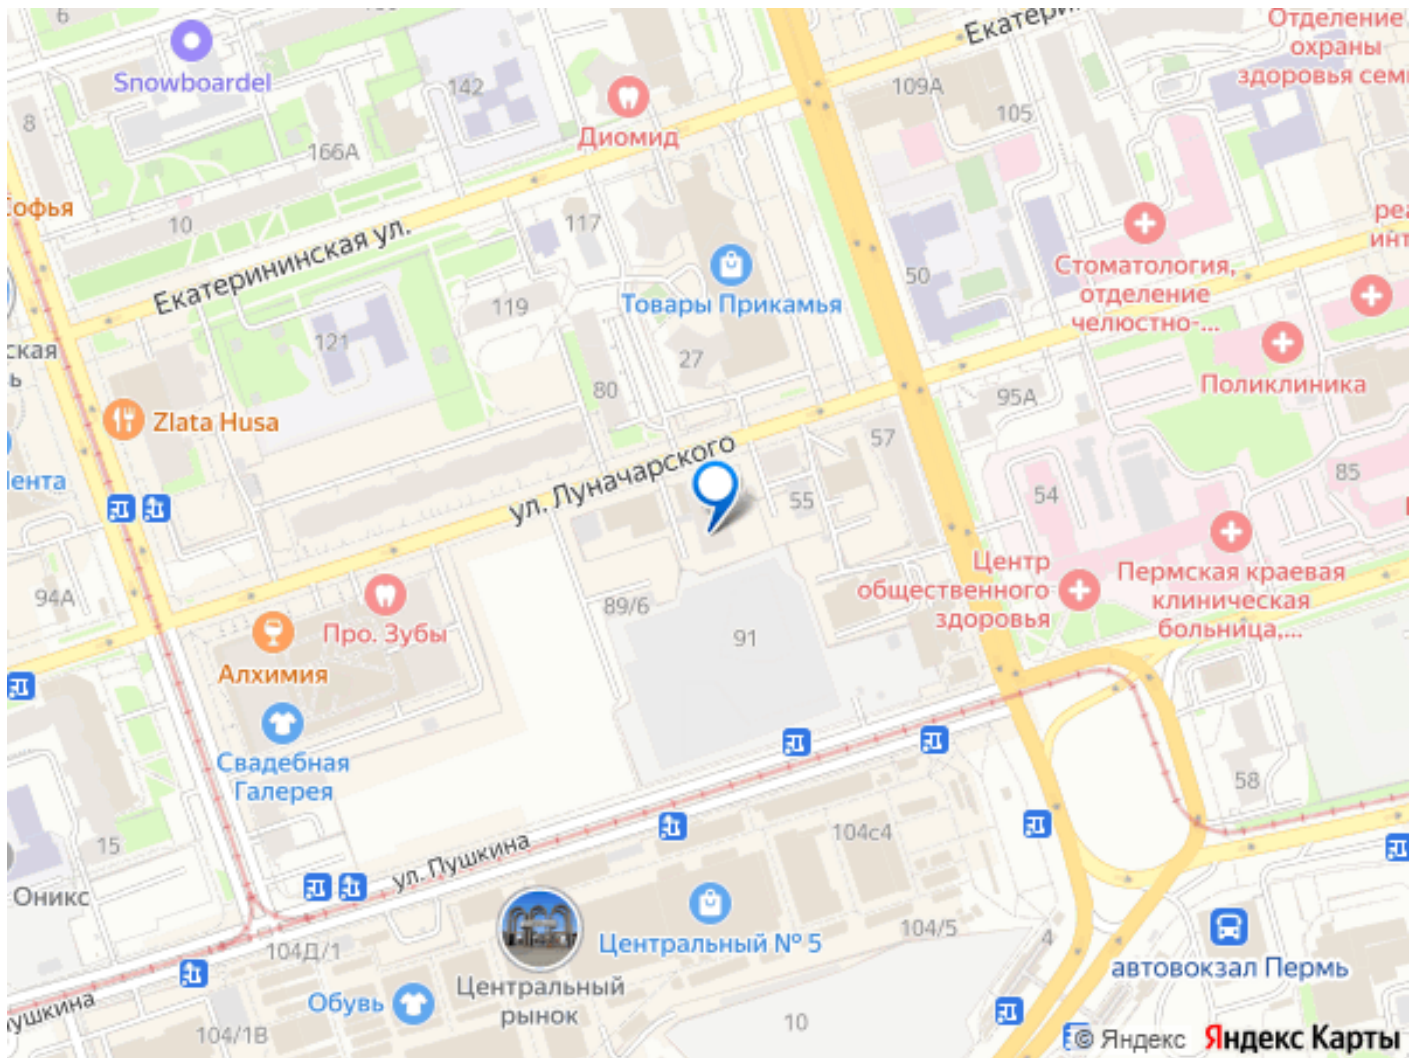 6
Snowboardel
8
166А
142
Диомид
Екатерин
109А
105
Отделение
охраны
здоровья сем
Софья
10
Екатерининская ул.
117
119
121
Товары Прикамья
50
Стоматология,
отделение
челюстно-...
Поликлиника
27
80
95А
ская
ь
Zlata Husa
лента
ул. Луначарского
57
55
54
85
Центр
общественного
здоровья
Пермская краевая
клиническая
больница,...
94А
Про. Зубы
Алхимия
89/6
91
Свадебная
Галерея
58
15
Оникс
ул. Пушкина
104с4
104/5
4
Центральный № 5
104Д/1
Центральный
рынок
Обувь
автовокзал Пермь
ушкина
104/1В
10
© Яндекс Яндекс Карты